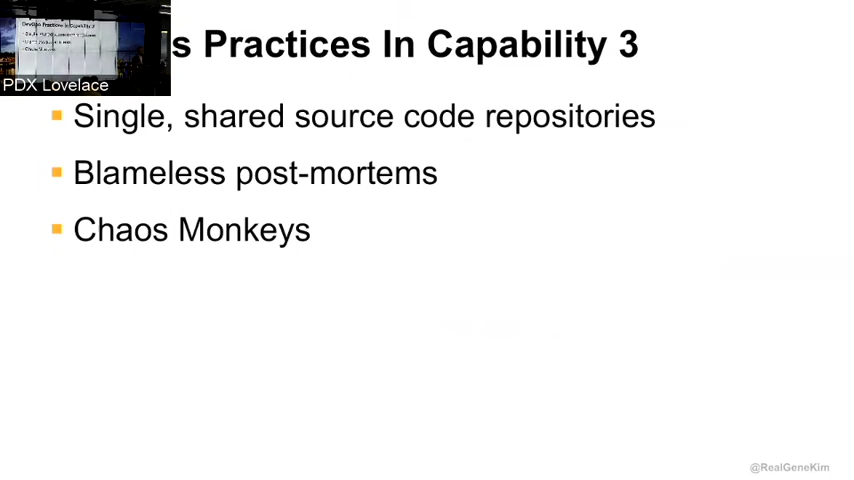 s Practices In Capability 3
PDX Lovelace
Single, shared source code repositories
Blameless post-mortems
Chaos Monkeys
@RealGeneKim